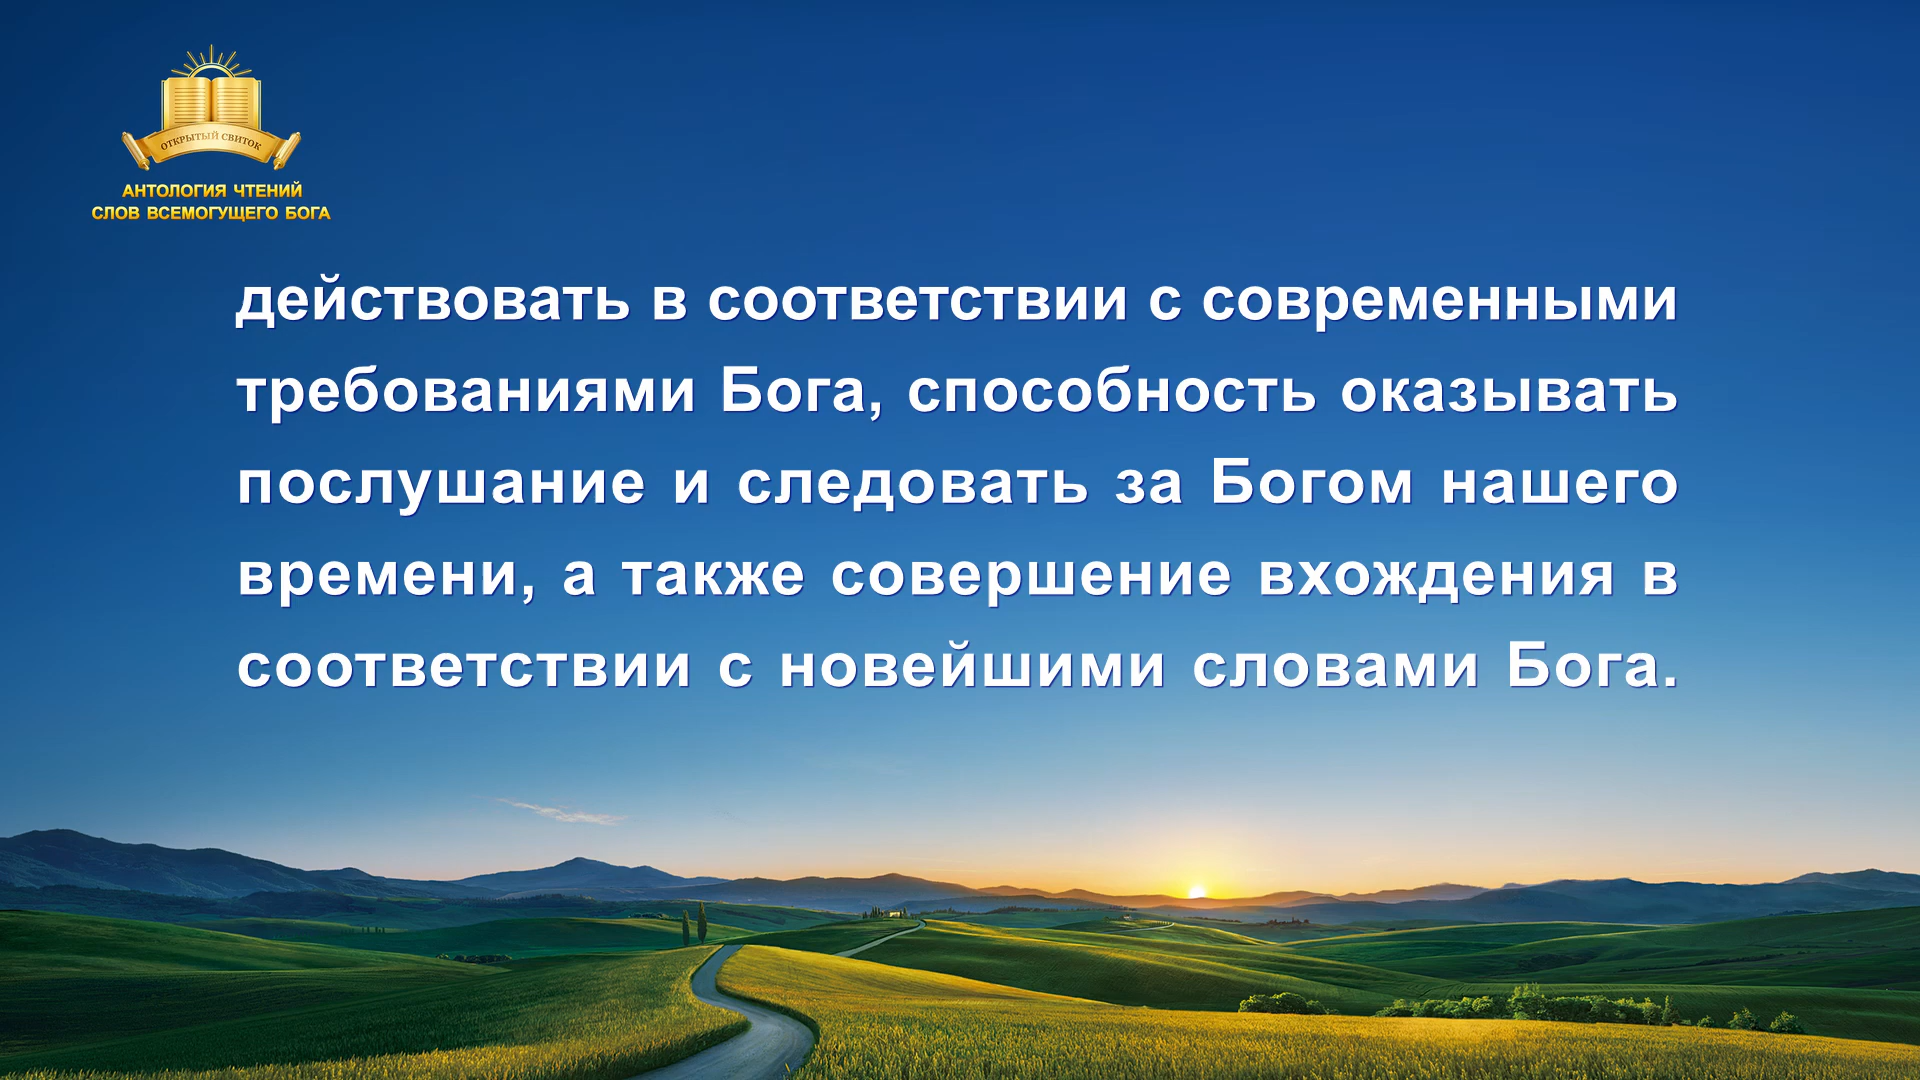 ОТКРЫТЫЙ СВИТОК
АНТОЛОГИЯ ЧТЕНИЙ
СЛОВ ВСЕМОГУЩЕГО БОГА
действовать в соответствии с современными
требованиями Бога, способность оказывать
послушание и следовать за Богом нашего
времени, а также совершение вхождения в
соответствии с новейшими словами Бога.